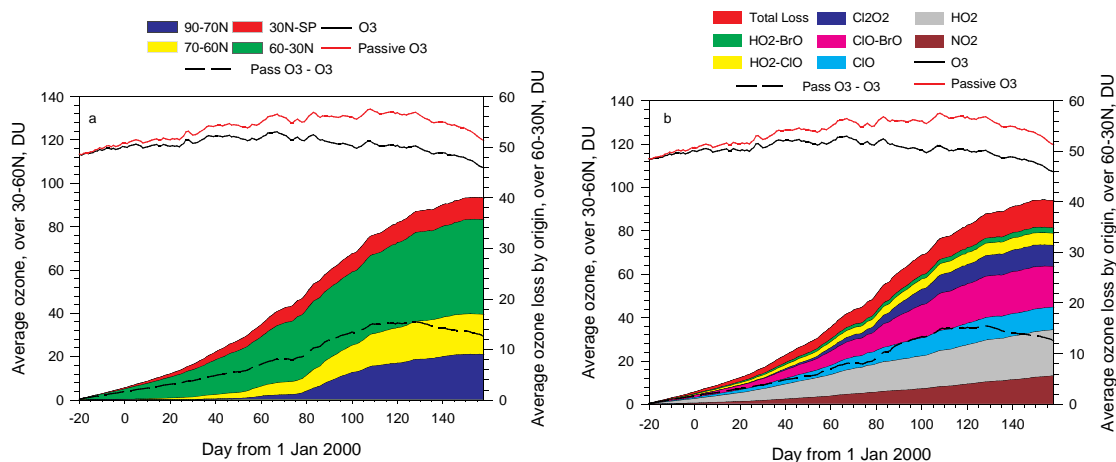 90-70N 30N-SP O3
70-60N 60-30N Passive O3
Pass O3 - O3
a
140
120
100
80
60
40
20
0
60
50
40
30
20
10
0
-20 0 20 40 60 80 100 120 140
Day from 1 Jan 2000
Average ozone, over 30-60N, DU
Average ozone loss by origin, over 60-30N, DU
Total Loss Cl2O2 HO2
HO2-BrO ClO-BrO NO2
HO2-ClO ClO O3
Pass O3 - O3 Passive O3
b
140
120
100
80
60
40
20
0
60
50
40
30
20
10
0
-20 0 20 40 60 80 100 120 140
Day from 1 Jan 2000
Average ozone, over 30-60N, DU
Average ozone loss by origin, over 60-30N, DU